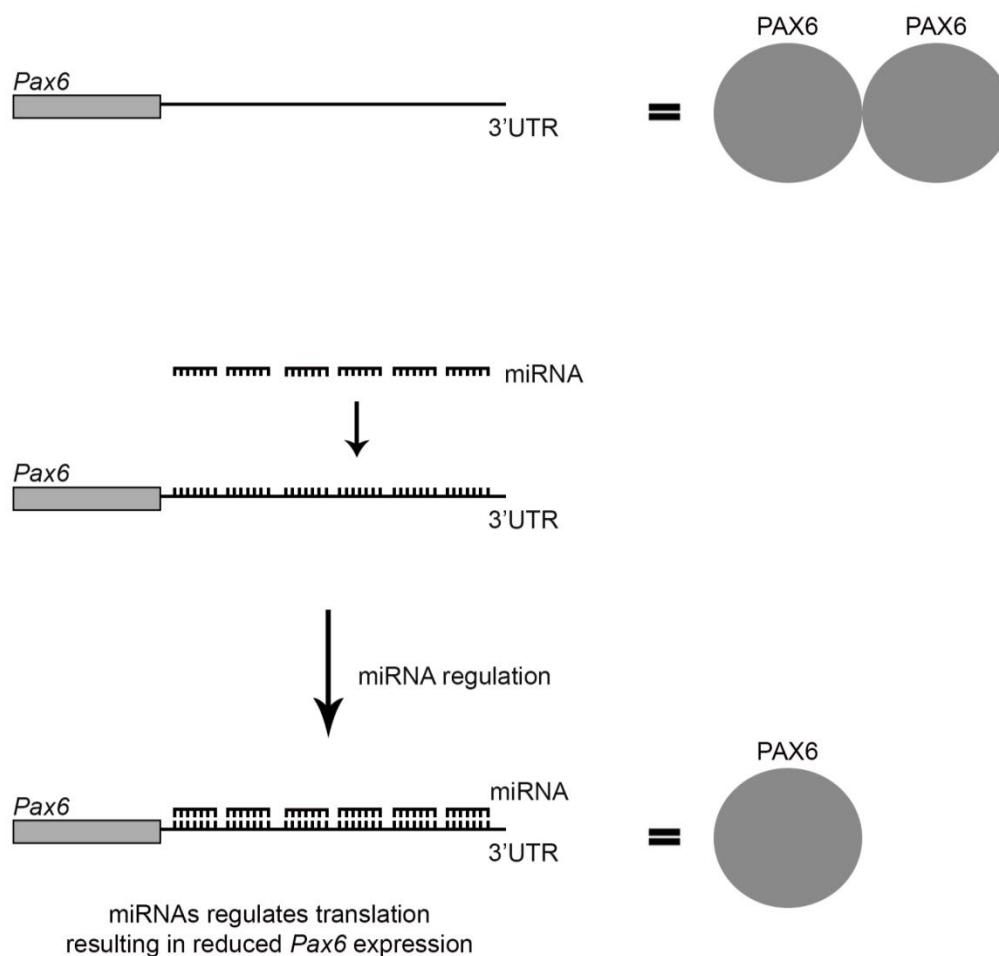 PAX6 PAX6
Pax6
3'UTR
miRNA
Pax6
3'UTR
miRNA regulation
PAX6
miRNA
Pax6
3'UTR
miRNAs regulates translation
resulting in reduced Pax6 expression